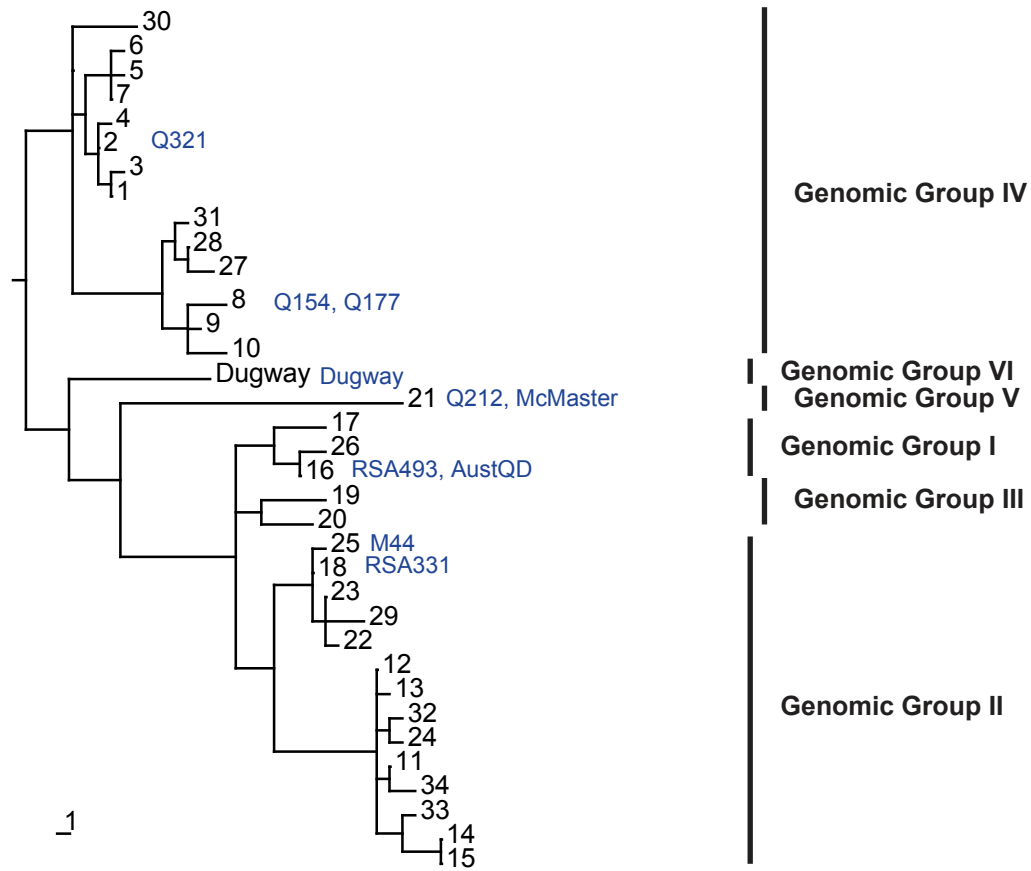 30
6
5
7
4
2 Q321
3
1
Genomic Group IV
31
28
27
8 Q154, Q177
9
10
Dugway Dugway Genomic Group VI
21 Q212, McMaster Genomic Group V
17
26 Genomic Group I
16 RSA493, AustQD
19 Genomic Group III
20
25 M44
18 RSA331
23
29
22
12
13
Genomic Group II
32
24
11
34
33
1
14
15